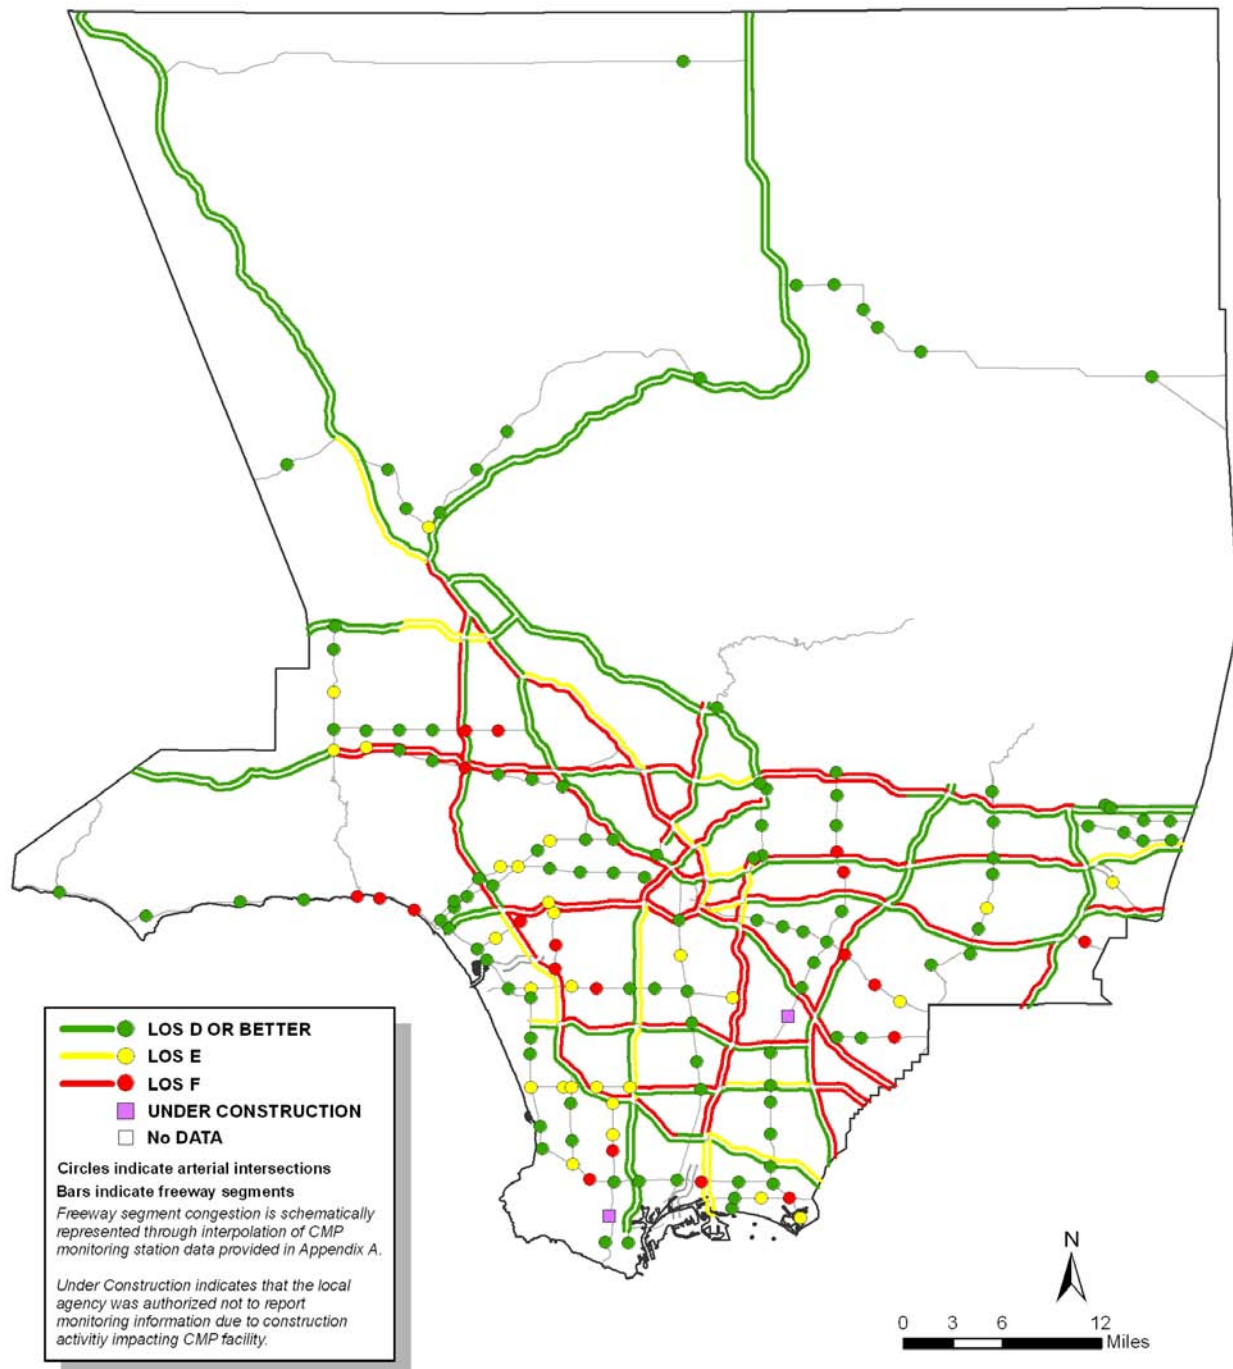 LOS D OR BETTER
LOS E
LOS F
UNDER CONSTRUCTION
No DATA
Circles indicate arterial intersections
Bars indicate freeway segments
Freeway segment congestion is schematically
represented through interpolation of CMP
monitoring station data provided in Appendix A.
Under Construction indicates that the local
agency was authorized not to report
monitoring information due to construction
activitiy impacting CMP facility.
N
0 3 6 12
Miles